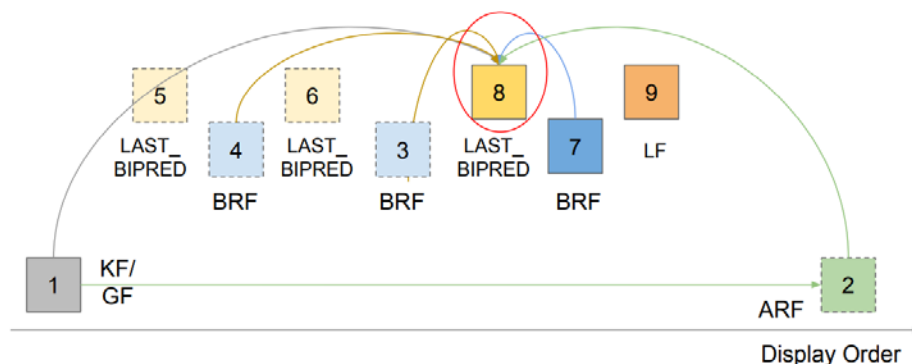 5
6
8
9
LAST_
BIPRED
4
LAST_
BIPRED
3
LAST_
BIPRED
7
LF
BRF
BRF
BRF
1
KF/
GF
2
ARF
Display Order